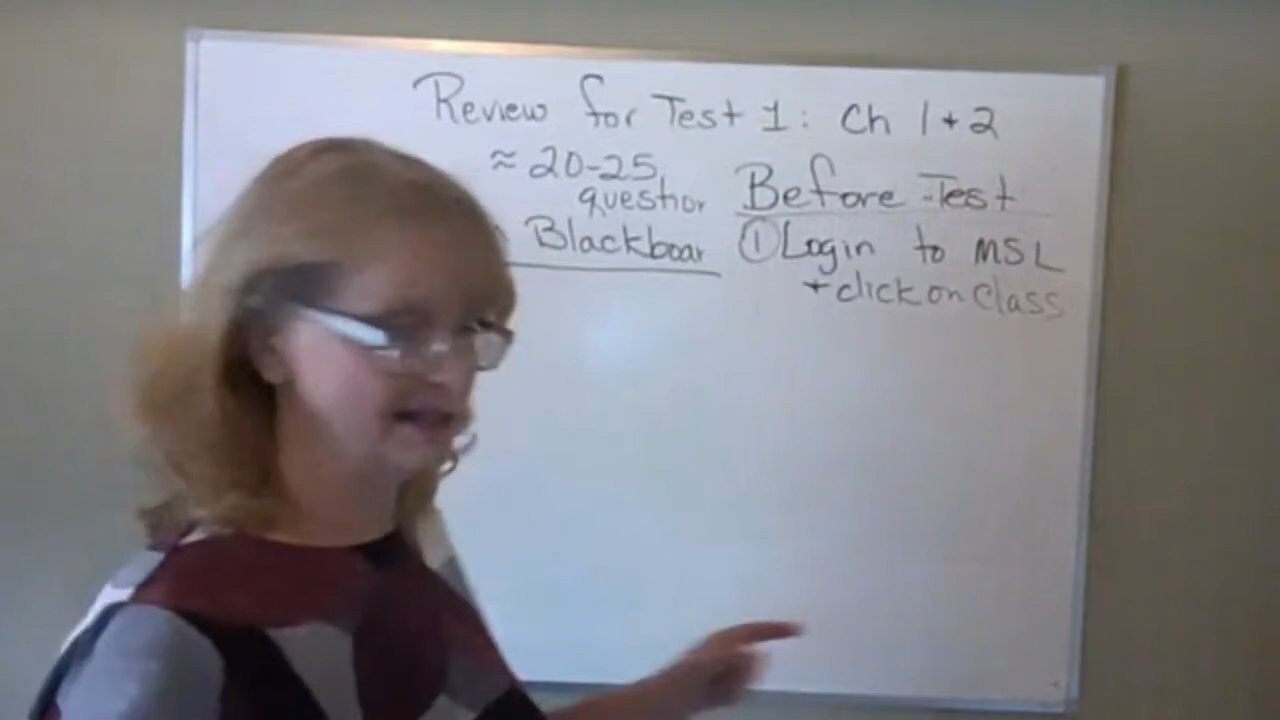 Review for Test 1: Ch 1 + 2
≈ 20-25
question
Blackboar
Before Test
① Login to MSL
+ click on Class